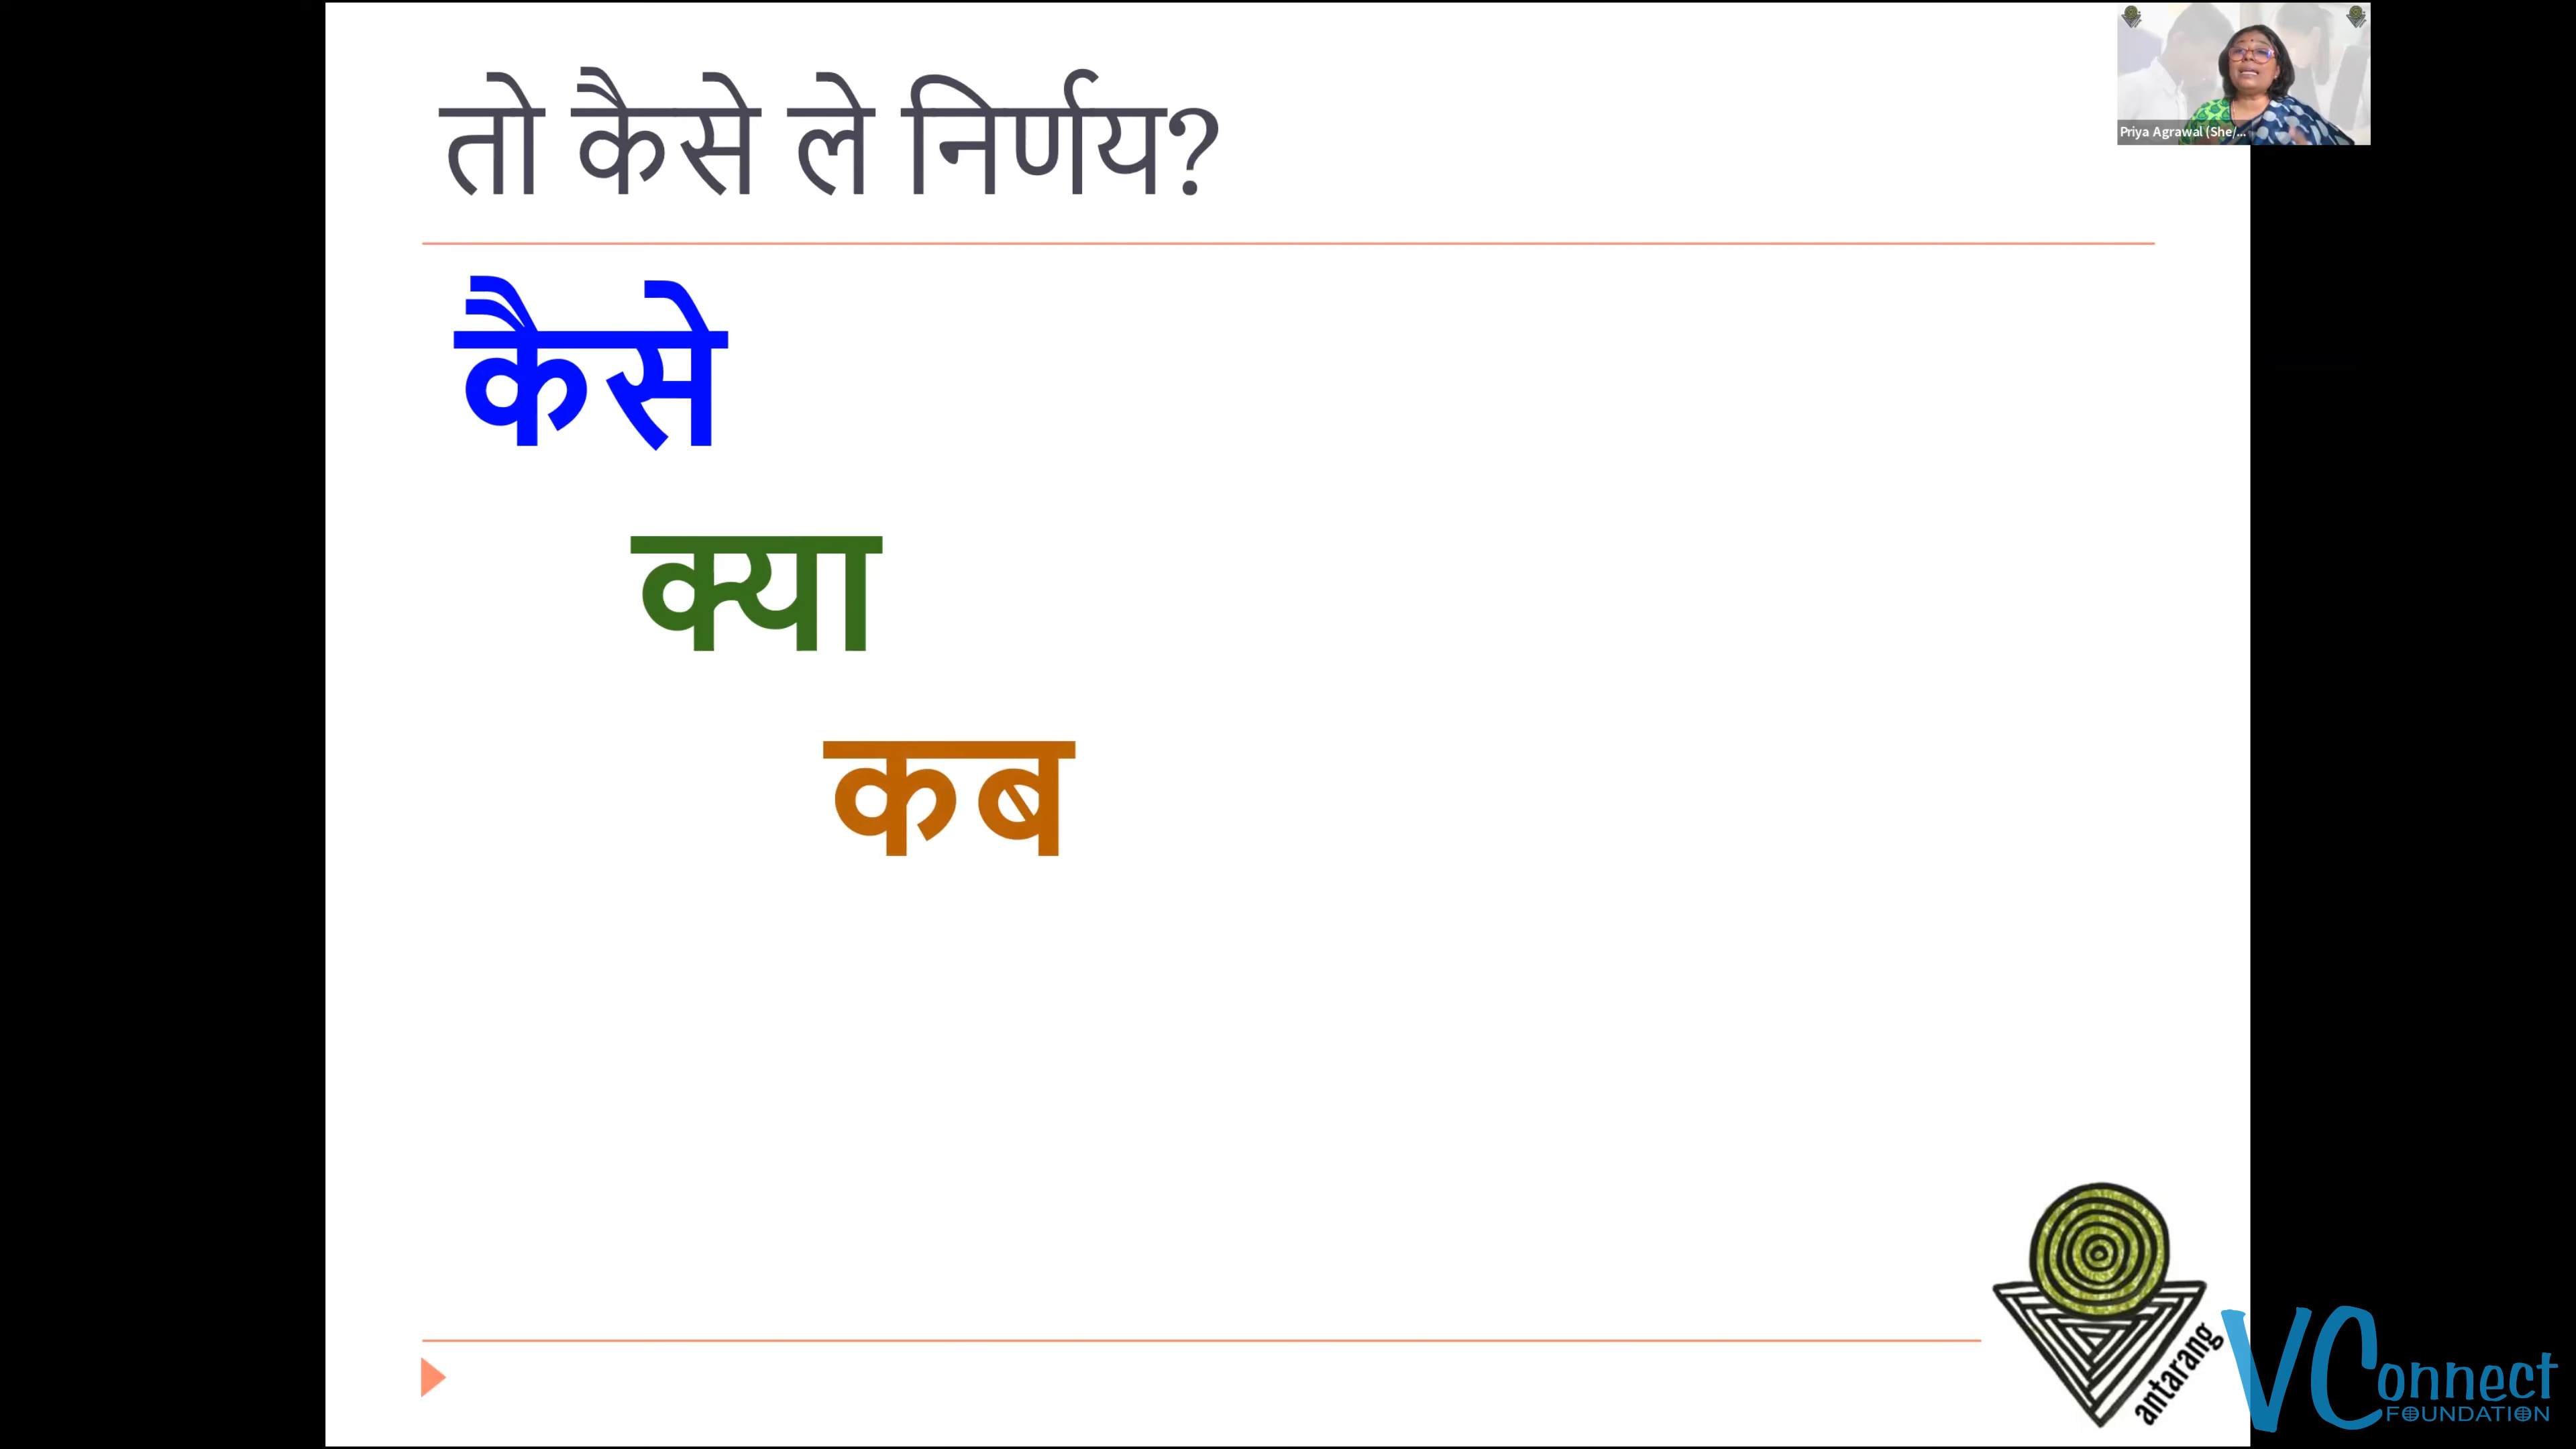 तो कैसे ले निर्णय?
Priya Agrawal (She/...
कैसे
क्या
कब
antarang
VConnect
FOUNDATION